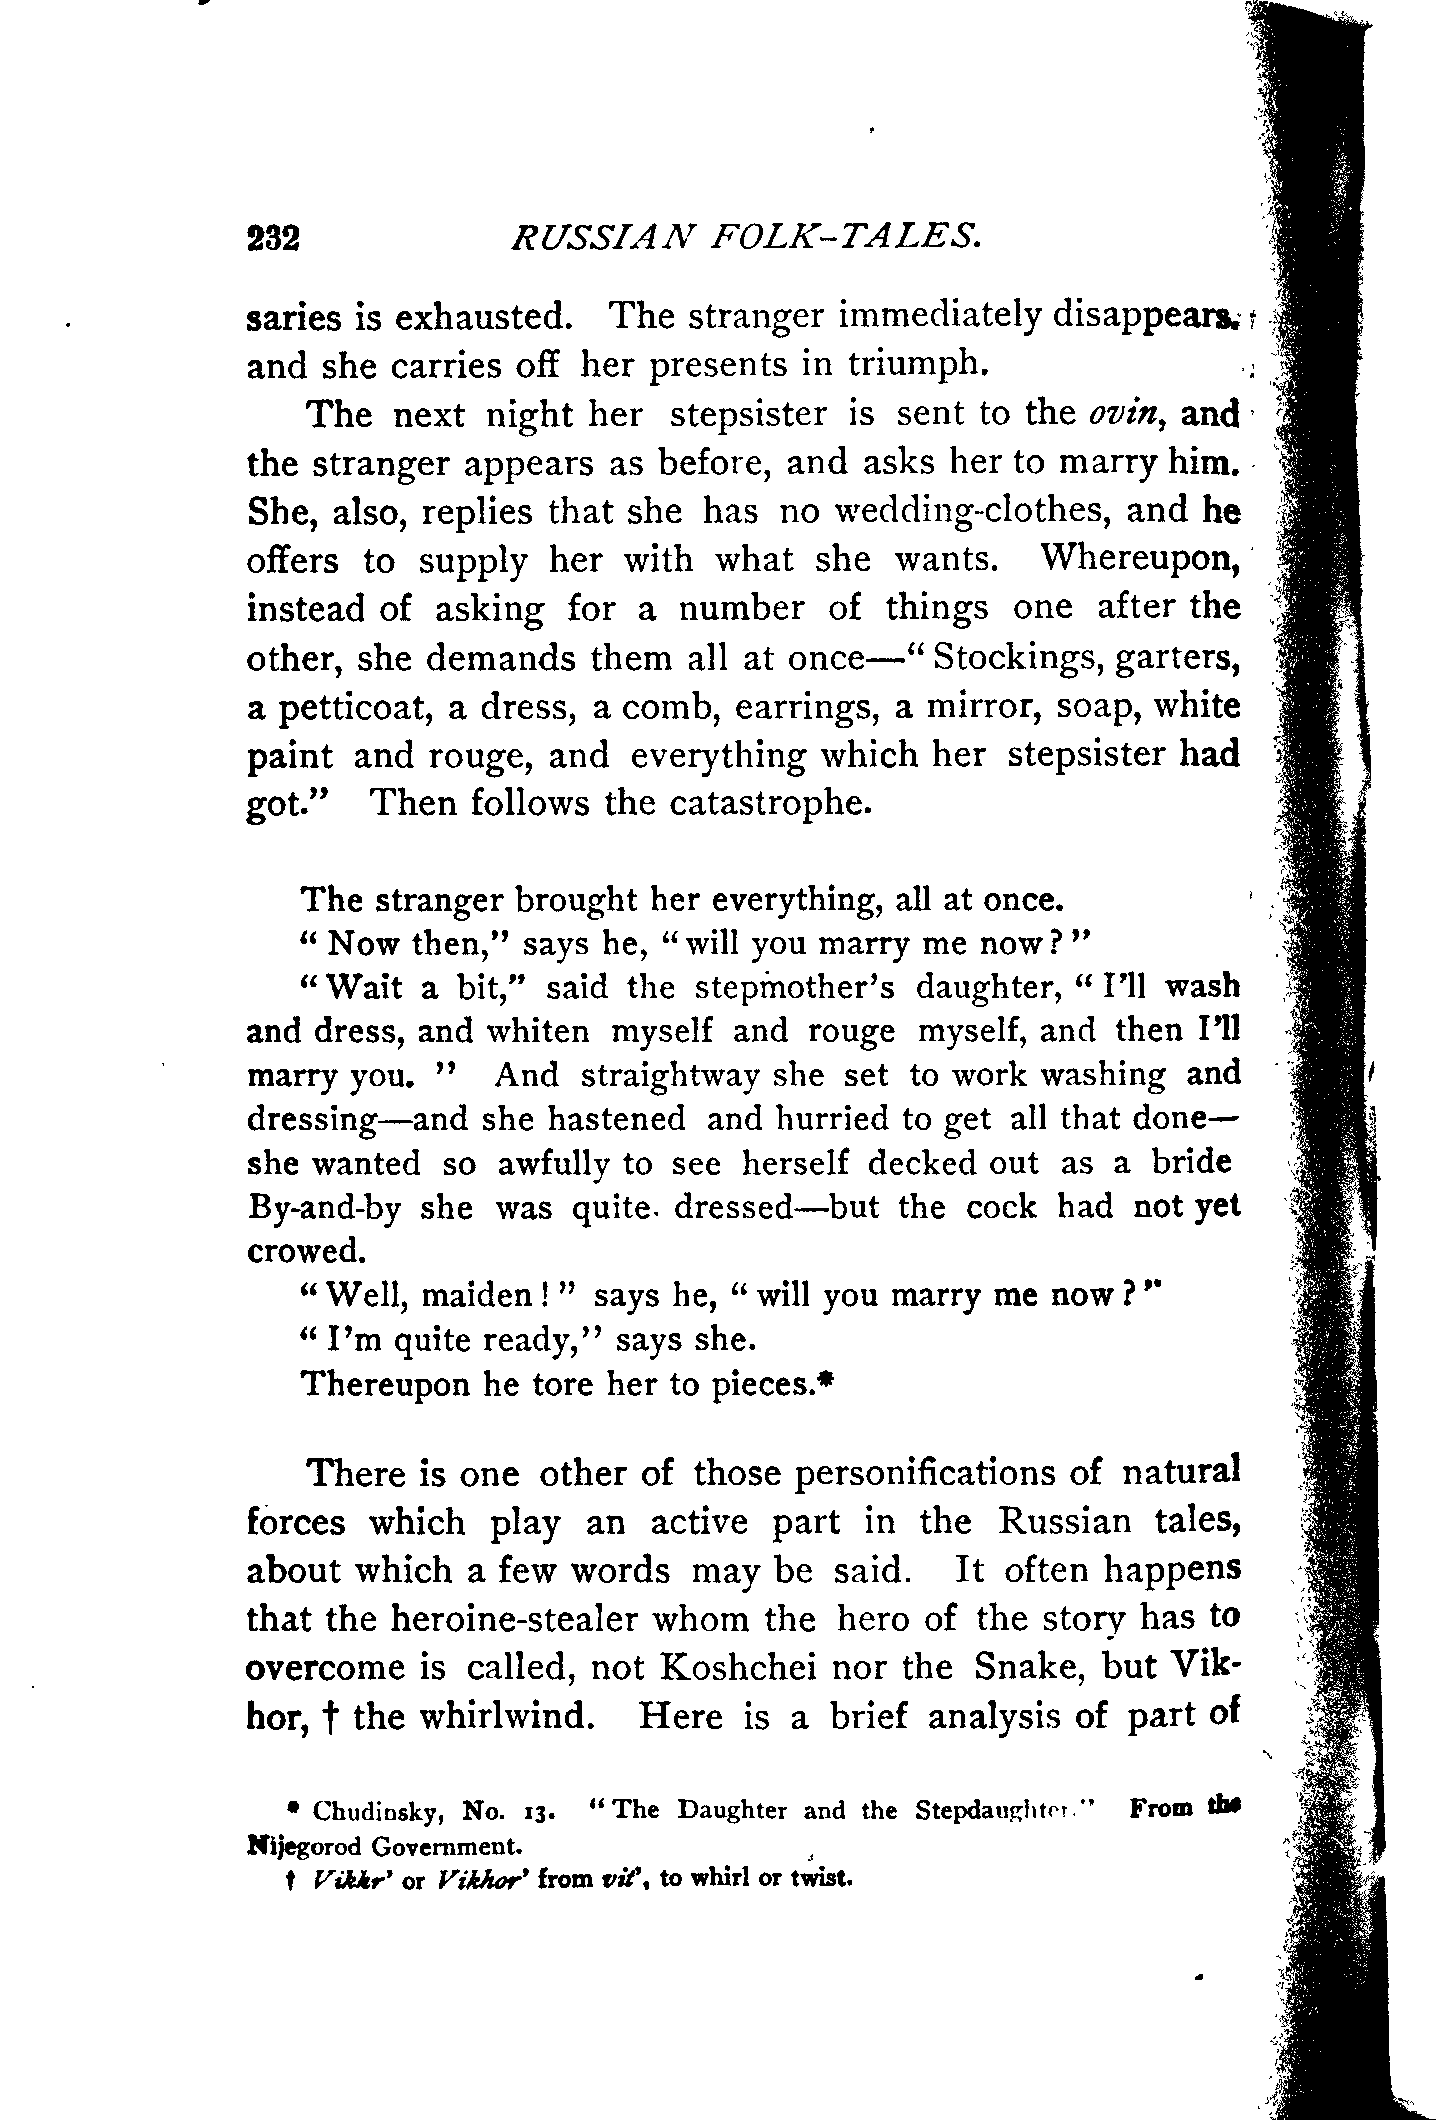 232 RUSSIAN FOLK-TALES.
saries is exhausted. The stranger immediately disappears.
and she carries off her presents in triumph.
The next night her stepsister is sent to the ovin, and
the stranger appears as before, and asks her to marry him.
She, also, replies that she has no wedding-clothes, and he
offers to supply her with what she wants. Whereupon,
instead of asking for a number of things one after the
other, she demands them all at once—“Stockings, garters,
a petticoat, a dress, a comb, earrings, a mirror, soap, white
paint and rouge, and everything which her stepsister had
got.” Then follows the catastrophe.
The stranger brought her everything, all at once.
“Now then,” says he, “will you marry me now?”
“Wait a bit,” said the stepmother’s daughter, “I’ll wash
and dress, and whiten myself and rouge myself, and then I’ll
marry you. ” And straightway she set to work washing and
dressing—and she hastened and hurried to get all that done—
she wanted so awfully to see herself decked out as a bride
By-and-by she was quite dressed—but the cock had not yet
crowed.
“Well, maiden!” says he, “will you marry me now?”
“I’m quite ready,” says she.
Thereupon he tore her to pieces.*
There is one other of those personifications of natural
forces which play an active part in the Russian tales,
about which a few words may be said. It often happens
that the heroine-stealer whom the hero of the story has to
overcome is called, not Koshchei nor the Snake, but Vik-
hor, † the whirlwind. Here is a brief analysis of part of
* Chudinsky, No. 13. “The Daughter and the Stepdaughter.” From the
Nijegorod Government.
† Vikhr’ or Vikhor’ from vit’, to whirl or twist.